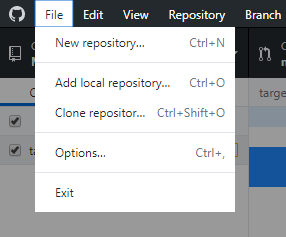 File Edit View Repository Branch
New repository... Ctrl+N
Add local repository... Ctrl+O
Clone repositor... Ctrl+Shift+O
Options... Ctrl+,
Exit
targe